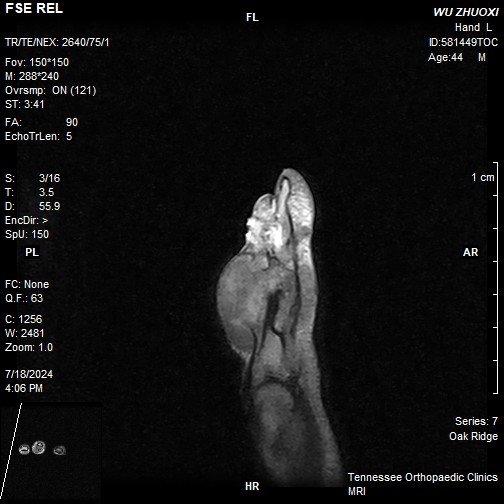 FSE REL
FL
WU ZHUOXI
Hand L
TR/TE/NEX: 2640/75/1
ID:581449TOC
Age:44 M
Fov: 150*150
M: 288*240
Ovrsmp: ON (121)
ST: 3:41
FA: 90
EchoTrLen: 5
S: 3/16
1 cm
T: 3.5
D: 55.9
EncDir: >
SpU: 150
PL
AR
FC: None
Q.F.: 63
C: 1256
W: 2481
Zoom: 1.0
7/18/2024
4:06 PM
Series: 7
Oak Ridge
Tennessee Orthopaedic Clinics
HR
MRI